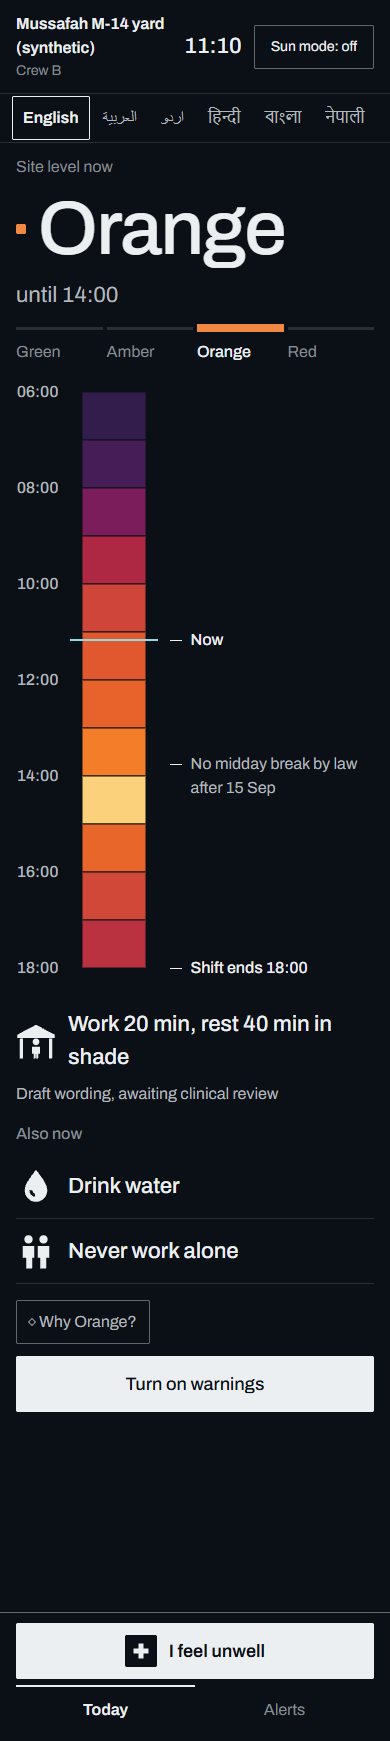 Mussafah M-14 yard
(synthetic)
Crew B
11:10
Sun mode: off
English
العربية
اردو
हिन्दी
বাংলা
नेपाली
Site level now
Orange
until 14:00
Green
Amber
Orange
Red
06:00
08:00
10:00
Now
12:00
No midday break by law
after 15 Sep
14:00
16:00
18:00
Shift ends 18:00
Work 20 min, rest 40 min in
shade
Draft wording, awaiting clinical review
Also now
Drink water
Never work alone
Why Orange?
Turn on warnings
I feel unwell
Today
Alerts